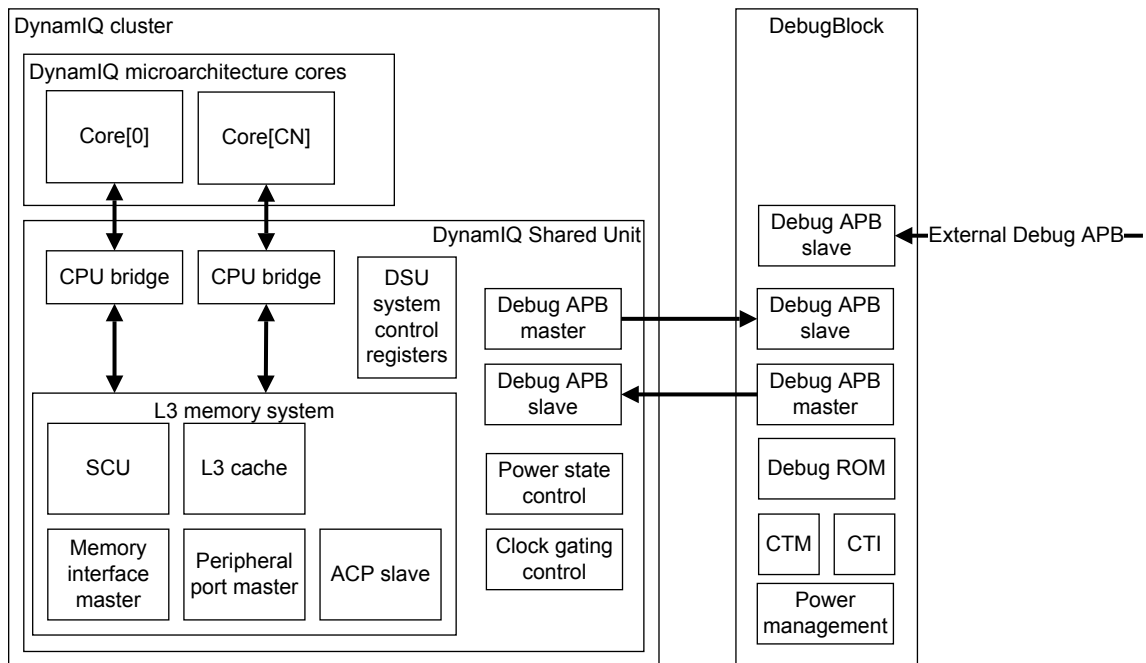 DynamIQ cluster
DynamIQ microarchitecture cores
Core[0]
Core[CN]
DynamIQ Shared Unit
CPU bridge
CPU bridge
DSU
system
control
registers
Debug APB
master
Debug APB
slave
L3 memory system
SCU
L3 cache
Memory
interface
master
Peripheral
port master
ACP slave
Power state
control
Clock gating
control
DebugBlock
Debug APB
slave
External Debug APB
Debug APB
slave
Debug APB
master
Debug ROM
CTM
CTI
Power
management